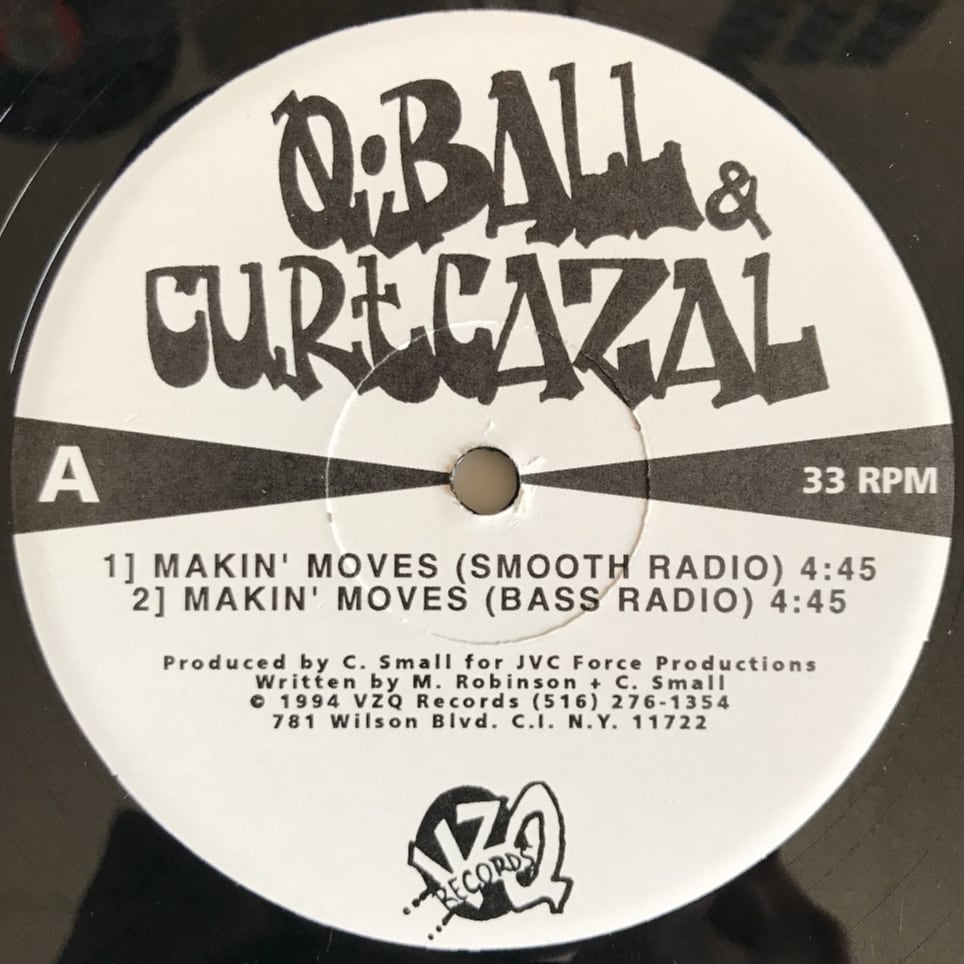 Q:BALL &
CURT CAZAL
A
33 RPM
1] MAKIN' MOVES (SMOOTH RADIO) 4:45
2] MAKIN' MOVES (BASS RADIO) 4:45
Produced by C. Small for JVC Force Productions
Written by M. Robinson + C. Small
© 1994 VZQ Records (516) 276-1354
781 Wilson Blvd. C.I. N.Y. 11722
VZQ
RECORDS